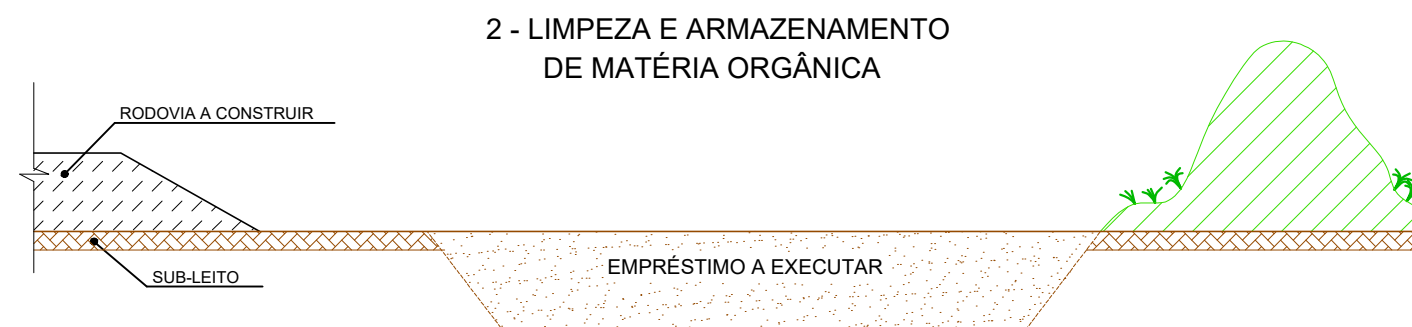 2 - LIMPEZA E ARMAZENAMENTO
DE MATÉRIA ORGÂNICA
RODOVIA A CONSTRUIR
EMPRÉSTIMO A EXECUTAR
SUB-LEITO